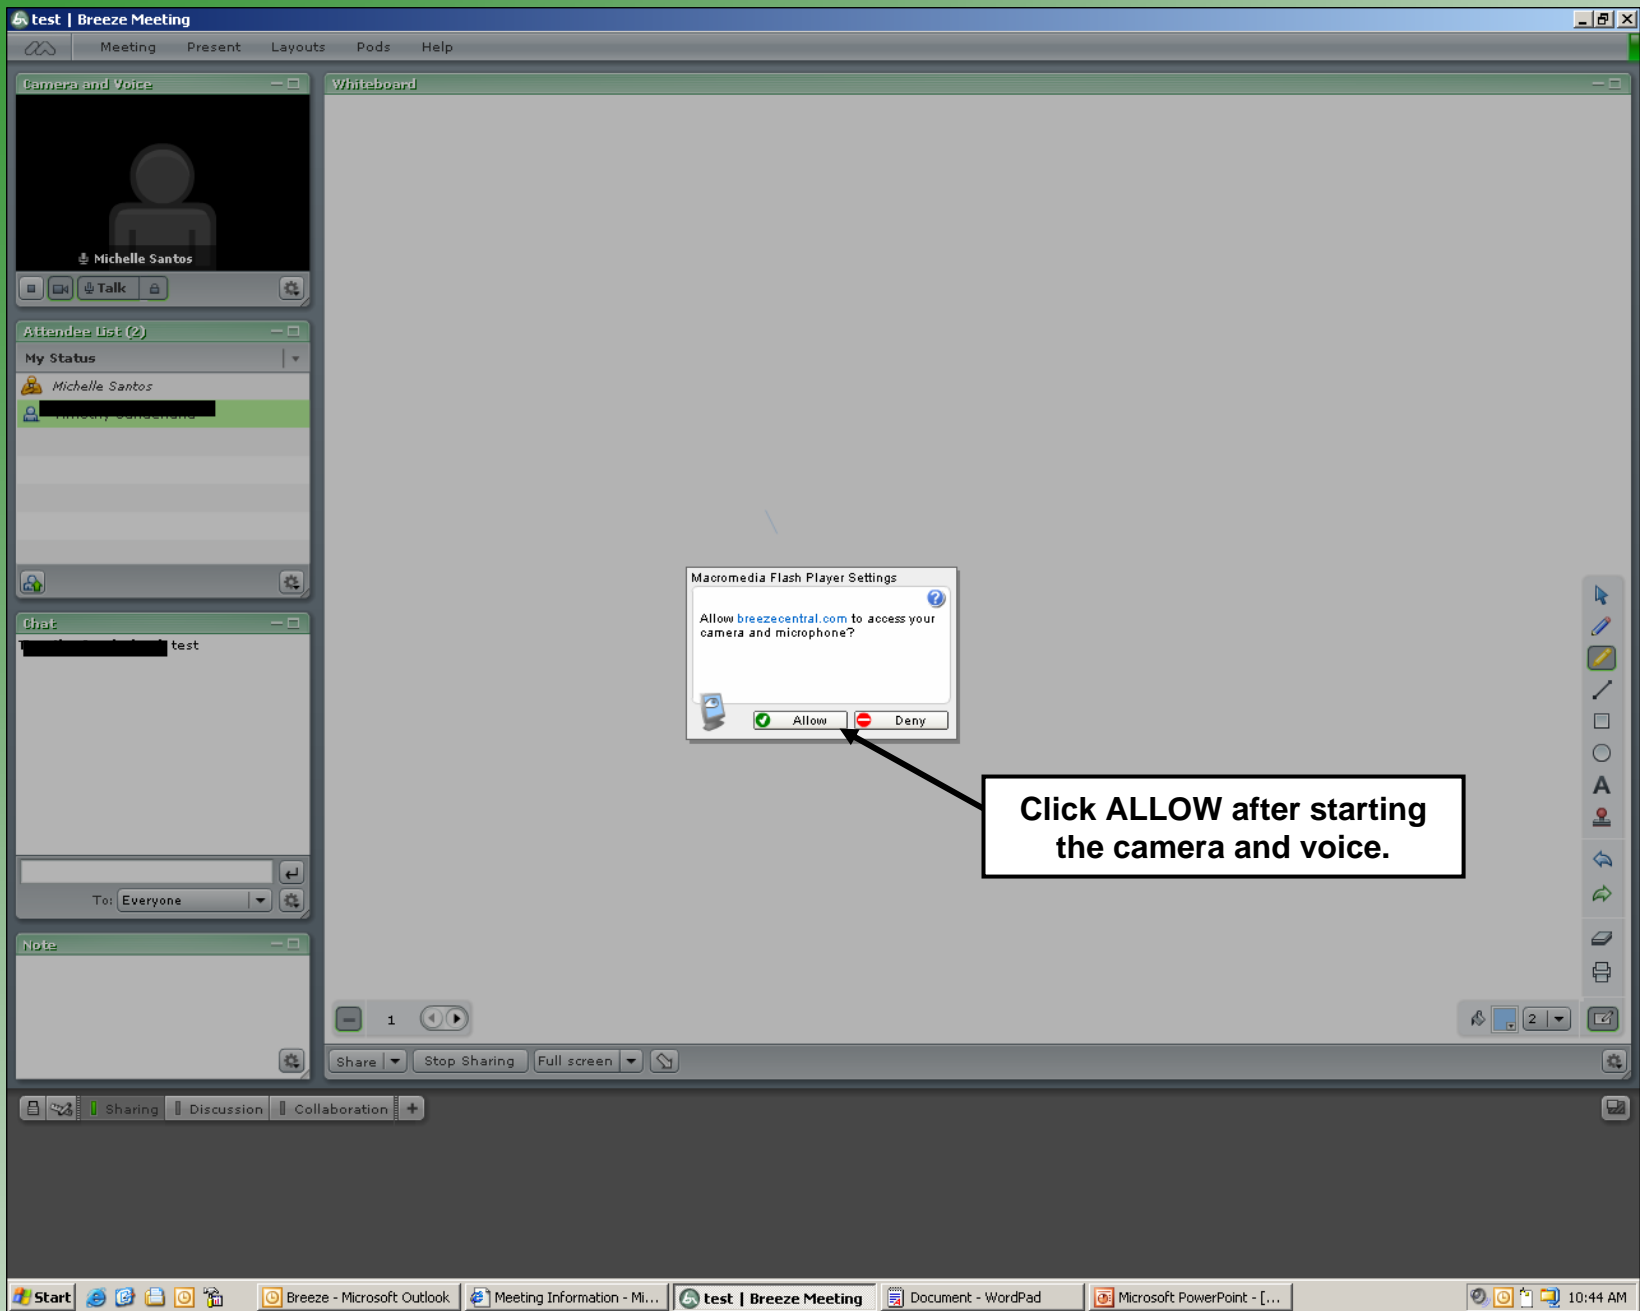 test | Breeze Meeting
Meeting Present Layouts Pods Help
Camera and Voice
Michelle Santos
Talk
Attendee List (2)
My Status
Michelle Santos
Chat
test
To: Everyone
Note
Whiteboard
Macromedia Flash Player Settings
Allow breezecentral.com to access your
camera and microphone?
Allow Deny
Click ALLOW after starting
the camera and voice.
A
1
2
Share Stop Sharing Full screen
Sharing Discussion Collaboration +
Start Breeze - Microsoft Outlook Meeting Information - Mi... test | Breeze Meeting Document - WordPad Microsoft PowerPoint - [... 10:44 AM